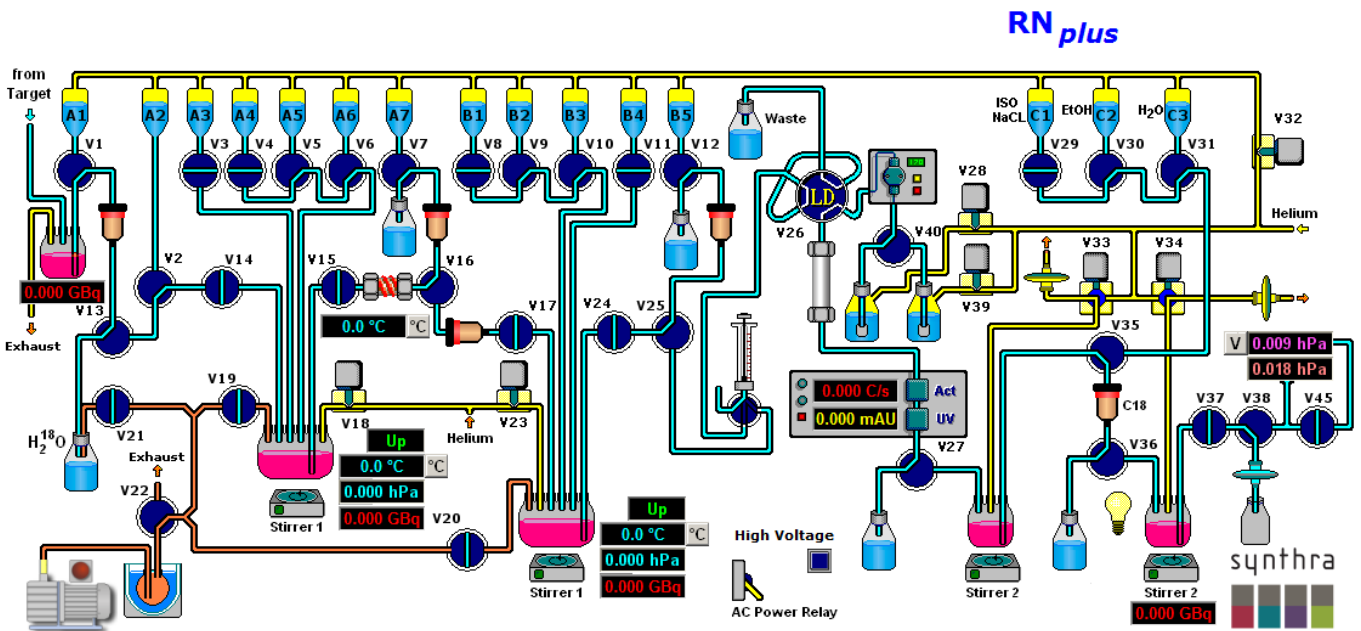 RN plus
from
Target
A1 A2 A3 A4 A5 A6 A7 B1 B2 B3 B4 B5
Waste
ISO
NaCL
C1
EtOH
C2
H2O
C3
V32
V1 V3 V4 V5 V6 V7 V8 V9 V10 V11 V12
V29 V30 V31
V28
120
LD
V26
V40
Helium
V2 V14 V15 V16
V33 V34
0.000 GBq
V13
0.0 °C °C
V17 V24 V25
V39
Exhaust
V35
V 0.009 hPa
0.018 hPa
V19
V18
V23
0.000 C/s Act
0.000 mAU UV
C18
V37 V38 V45
V21
Helium
H2 18O
Exhaust
Up
0.0 °C °C
0.000 hPa
0.000 GBq
V27
V36
V22
Stirrer 1
V20
Up
0.0 °C °C
0.000 hPa
0.000 GBq
Stirrer 1
High Voltage
AC Power Relay
Stirrer 2
Stirrer 2
0.000 GBq
synthra